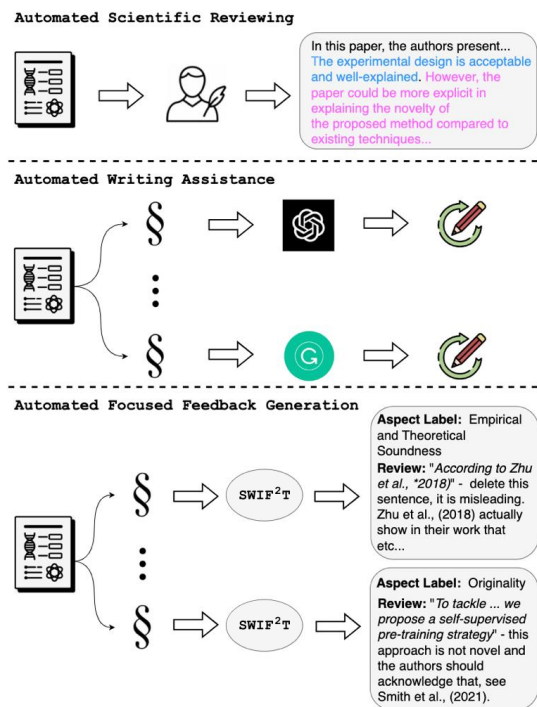 Automated Scientific Reviewing
In this paper, the authors present...
The experimental design is acceptable
and well-explained. However, the
paper could be more explicit in
explaining the novelty of
the proposed method compared to
existing techniques...
Automated Writing Assistance
§
§
Automated Focused Feedback Generation
Aspect Label: Empirical
and Theoretical
Soundness
Review: "According to Zhu
et al., *2018)" - delete this
sentence, it is misleading.
Zhu et al., (2018) actually
show in their work that
etc...
§
SWIF²T
§
SWIF²T
Aspect Label: Originality
Review: "To tackle ... we
propose a self-supervised
pre-training strategy" - this
approach is not novel and
the authors should
acknowledge that, see
Smith et al., (2021).